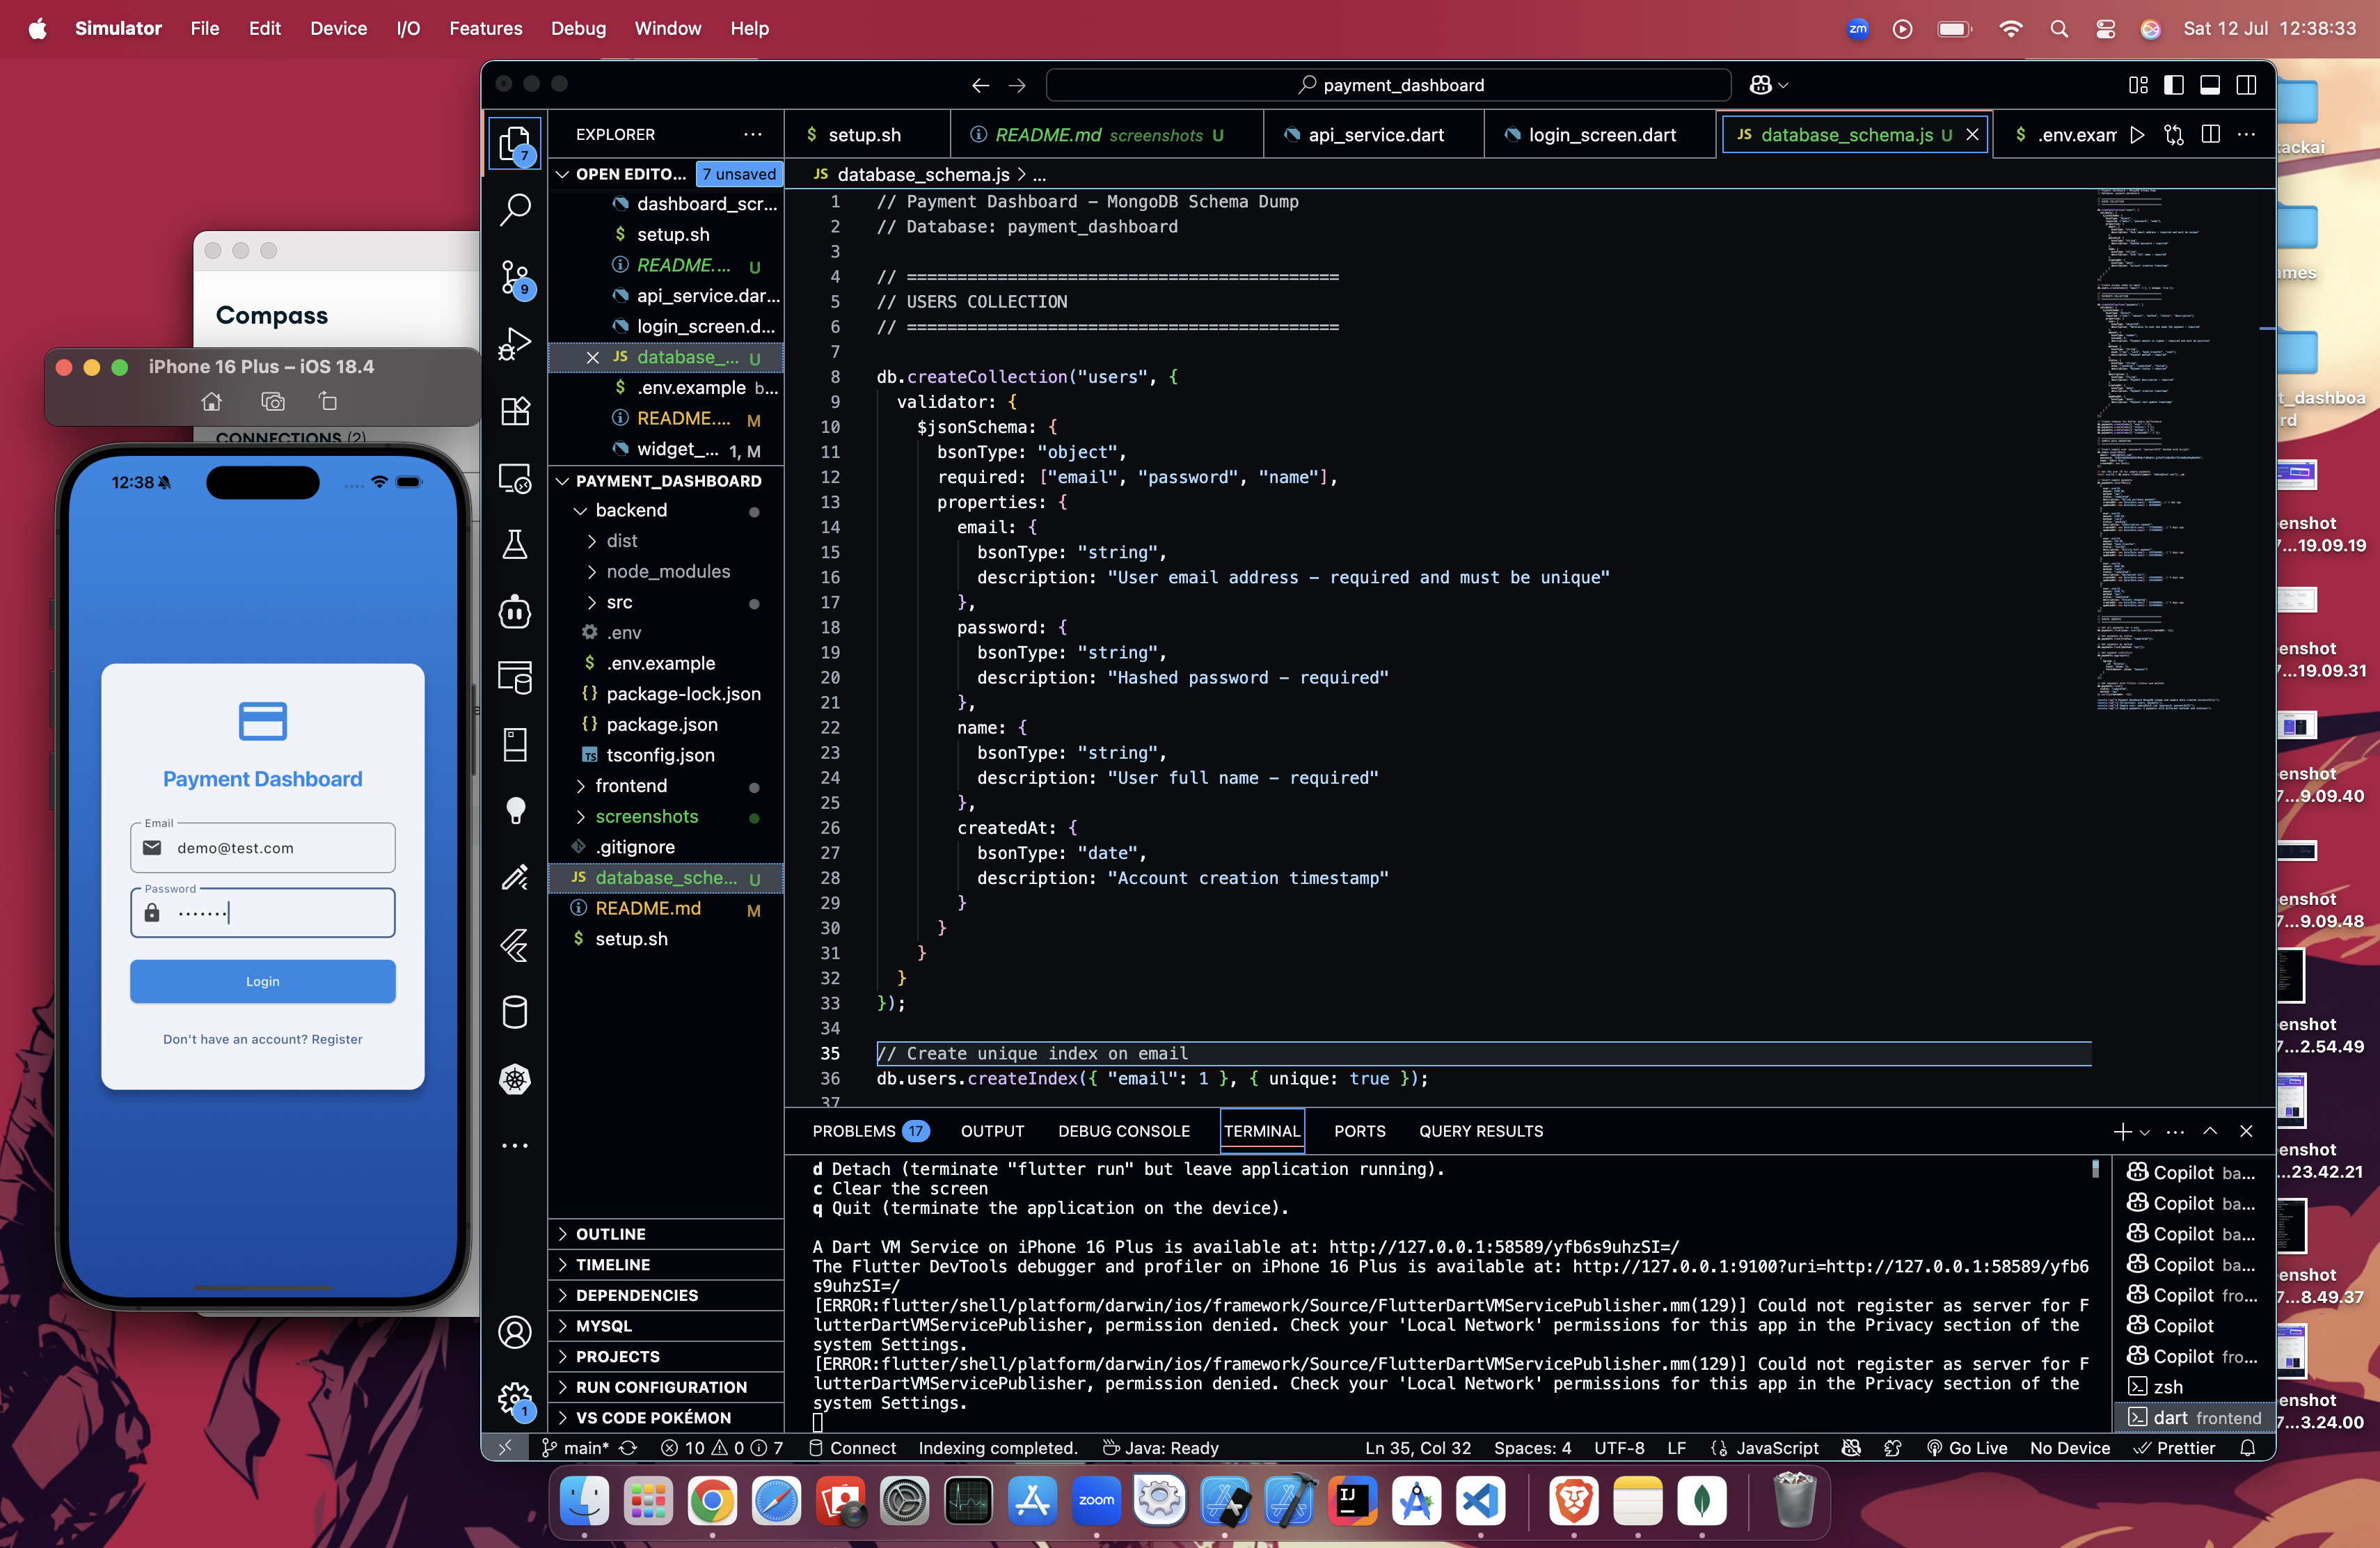 Simulator File Edit Device I/O Features Debug Window Help
zm
Sat 12 Jul 12:38:33
Compass
CONNECTIONS (2)
iPhone 16 Plus – iOS 18.4
12:38
Payment Dashboard
Email
demo@test.com
Password
·······
Login
Don't have an account? Register
payment_dashboard
7
9
1
EXPLORER ···
OPEN EDITO... 7 unsaved
dashboard_scr...
$ setup.sh
README.... U
api_service.dar...
login_screen.d...
JS database_... U
$ .env.example b...
README.... M
widget_... 1, M
PAYMENT_DASHBOARD
backend
dist
node_modules
src
.env
$ .env.example
{} package-lock.json
{} package.json
TS tsconfig.json
frontend
screenshots
.gitignore
JS database_sche... U
README.md M
$ setup.sh
OUTLINE
TIMELINE
DEPENDENCIES
MYSQL
PROJECTS
RUN CONFIGURATION
VS CODE POKÉMON
$ setup.sh
README.md screenshots U
api_service.dart
login_screen.dart
JS database_schema.js U
$ .env.exam
JS database_schema.js > ...
1 // Payment Dashboard – MongoDB Schema Dump
2 // Database: payment_dashboard
3
4 // ===========================================
5 // USERS COLLECTION
6 // ===========================================
7
8 db.createCollection("users", {
9 validator: {
10 $jsonSchema: {
11 bsonType: "object",
12 required: ["email", "password", "name"],
13 properties: {
14 email: {
15 bsonType: "string",
16 description: "User email address – required and must be unique"
17 },
18 password: {
19 bsonType: "string",
20 description: "Hashed password – required"
21 },
22 name: {
23 bsonType: "string",
24 description: "User full name – required"
25 },
26 createdAt: {
27 bsonType: "date",
28 description: "Account creation timestamp"
29 }
30 }
31 }
32 }
33 });
34
35 // Create unique index on email
36 db.users.createIndex({ "email": 1 }, { unique: true });
37
PROBLEMS 17 OUTPUT DEBUG CONSOLE TERMINAL PORTS QUERY RESULTS
d Detach (terminate "flutter run" but leave application running).
c Clear the screen
q Quit (terminate the application on the device).
A Dart VM Service on iPhone 16 Plus is available at: http://127.0.0.1:58589/yfb6s9uhzSI=/
The Flutter DevTools debugger and profiler on iPhone 16 Plus is available at: http://127.0.0.1:9100?uri=http://127.0.0.1:58589/yfb6
s9uhzSI=/
[ERROR:flutter/shell/platform/darwin/ios/framework/Source/FlutterDartVMServicePublisher.mm(129)] Could not register as server for F
lutterDartVMServicePublisher, permission denied. Check your 'Local Network' permissions for this app in the Privacy section of the
system Settings.
[ERROR:flutter/shell/platform/darwin/ios/framework/Source/FlutterDartVMServicePublisher.mm(129)] Could not register as server for F
lutterDartVMServicePublisher, permission denied. Check your 'Local Network' permissions for this app in the Privacy section of the
system Settings.
Copilot ba...
Copilot ba...
Copilot ba...
Copilot ba...
Copilot fro...
Copilot
Copilot fro...
zsh
dart frontend
main* 10 0 7 Connect Indexing completed. Java: Ready
Ln 35, Col 32 Spaces: 4 UTF-8 LF JavaScript Go Live No Device Prettier
tackai
ames
t_dashboa
rd
enshot
7...19.09.19
enshot
7...19.09.31
enshot
7...9.09.40
enshot
7...9.09.48
enshot
7...2.54.49
enshot
...23.42.21
enshot
7...8.49.37
enshot
7...3.24.00
zoom
IJ